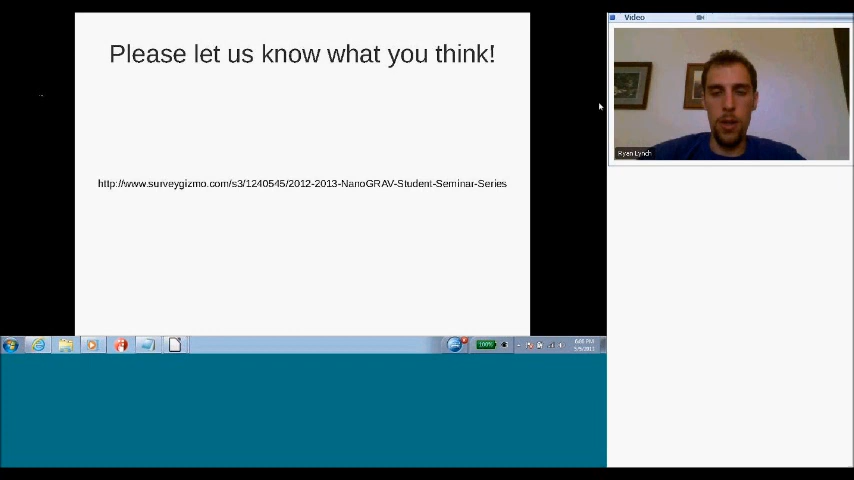 Please let us know what you think!
http://www.surveygizmo.com/s3/1240545/2012-2013-NanoGRAV-Student-Seminar-Series
Video
Ryan Lynch
100%